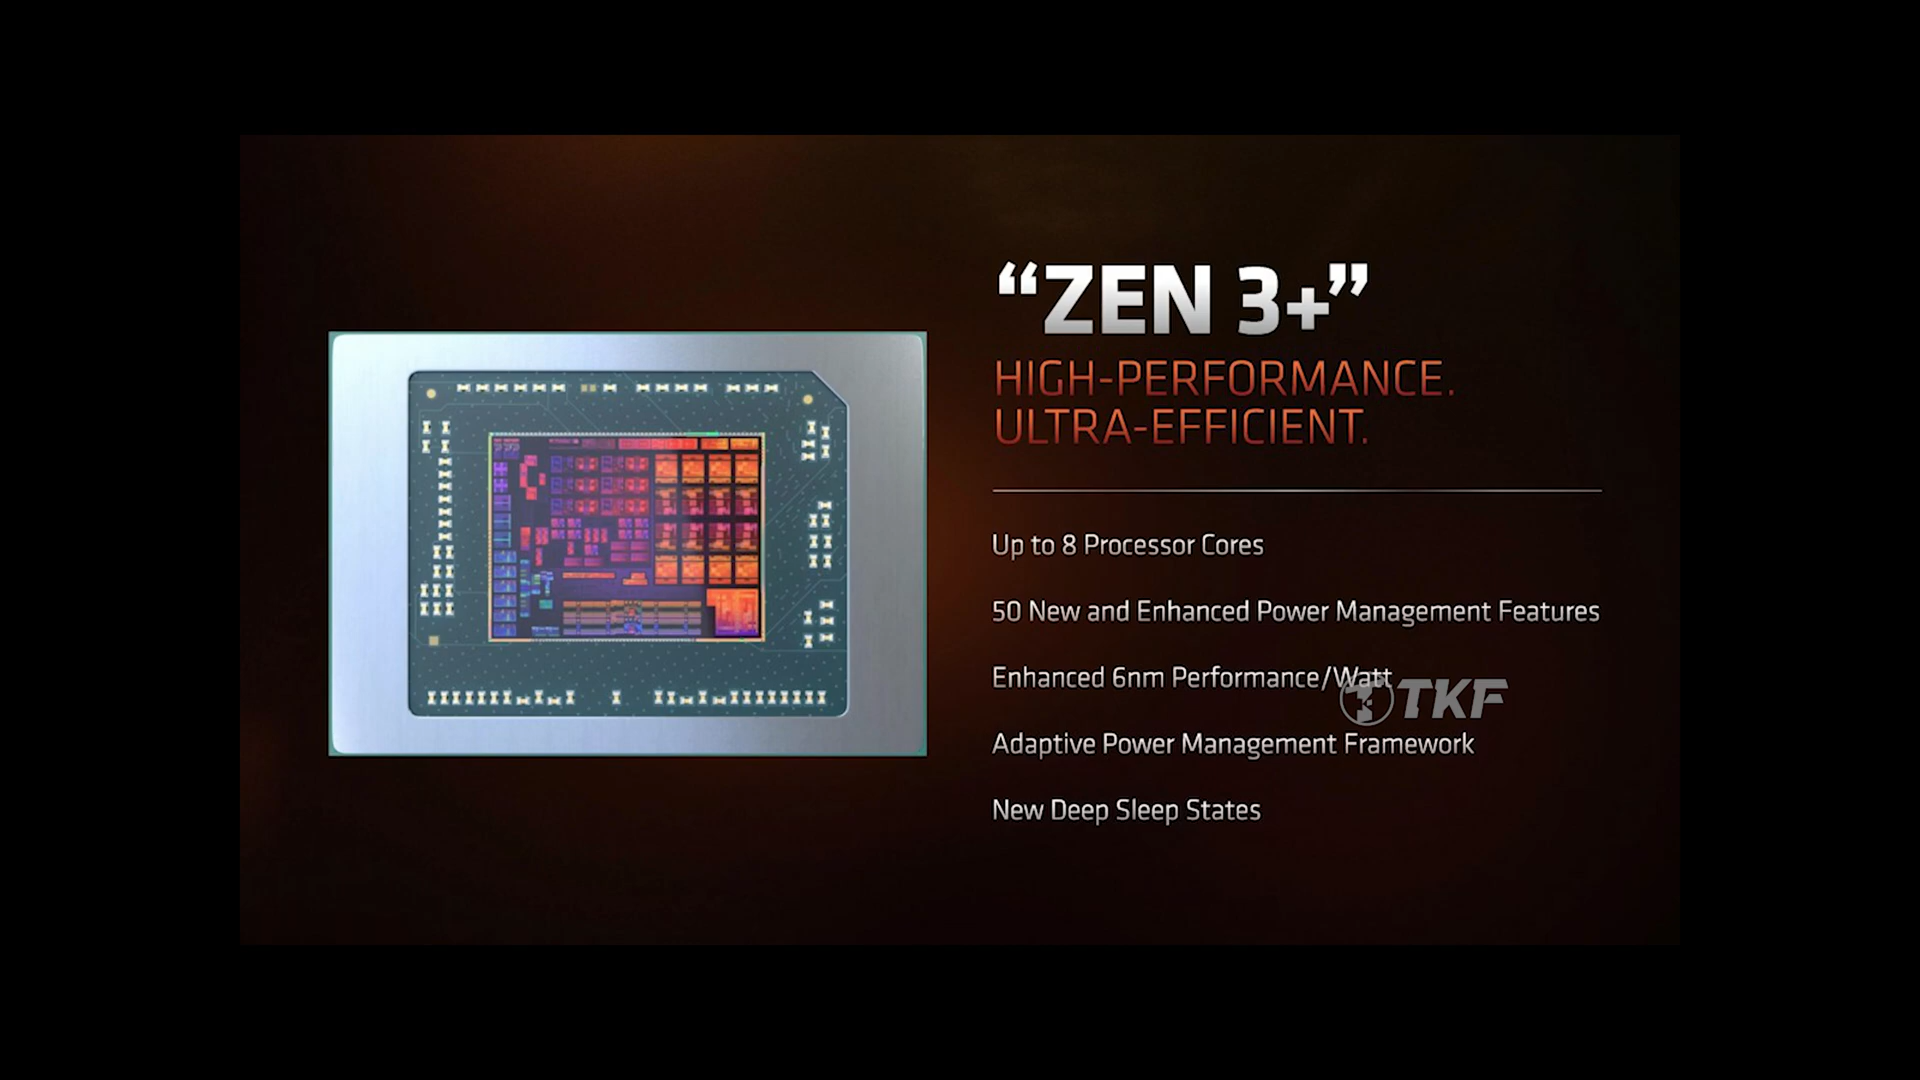 “ZEN 3+”
HIGH-PERFORMANCE.
ULTRA-EFFICIENT.
Up to 8 Processor Cores
50 New and Enhanced Power Management Features
Enhanced 6nm Performance/Watt
TKF
Adaptive Power Management Framework
New Deep Sleep States